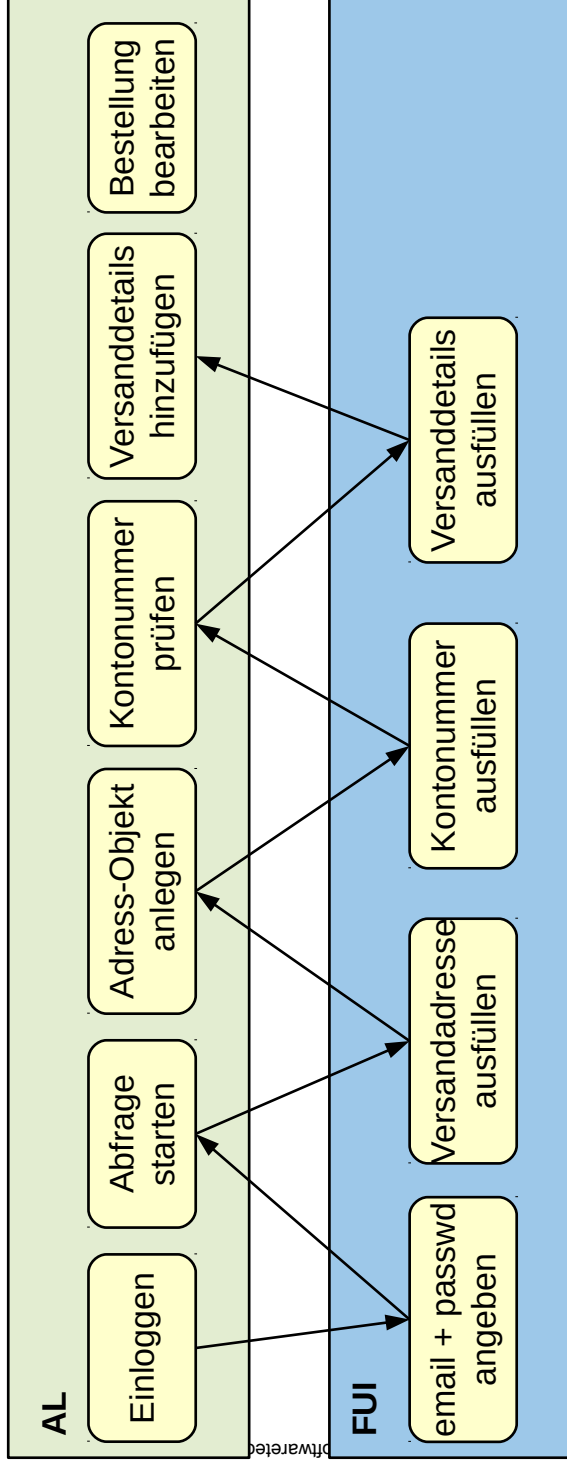 AL
Einloggen
Abfrage
starten
Adress-Objekt
anlegen
Kontonummer
prüfen
Versanddetails
hinzufügen
Bestellung
bearbeiten
FUI
email + passwd
angeben
Versandadresse
ausfüllen
Kontonummer
ausfüllen
Versanddetails
ausfüllen